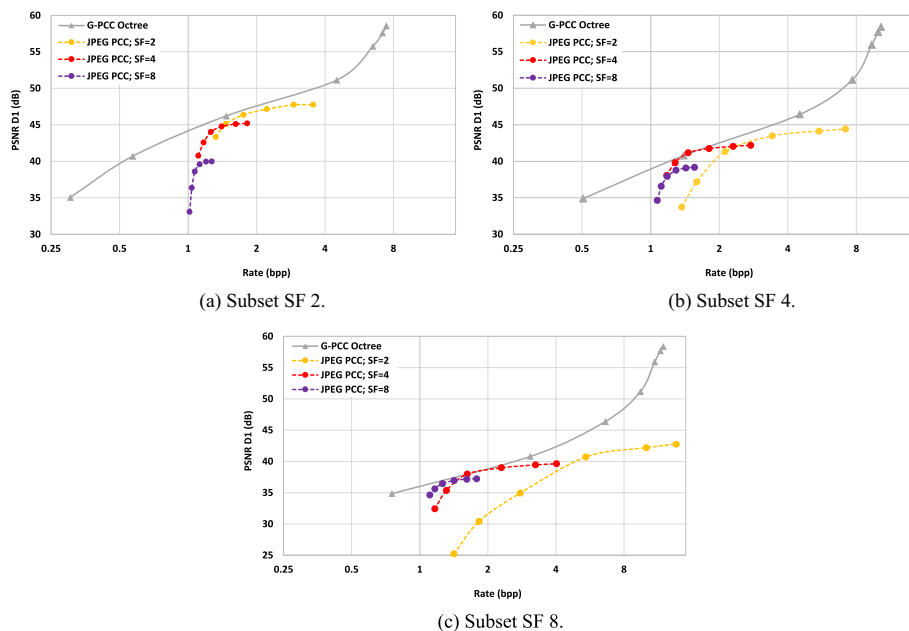 60
55
50
45
40
35
30
PSNR D1 (dB)
G-PCC Octree
JPEG PCC; SF=2
JPEG PCC; SF=4
JPEG PCC; SF=8
0.25 0.5 1 2 4 8
Rate (bpp)
(a) Subset SF 2.
60
55
50
45
40
35
30
PSNR D1 (dB)
G-PCC Octree
JPEG PCC; SF=2
JPEG PCC; SF=4
JPEG PCC; SF=8
0.25 0.5 1 2 4 8
Rate (bpp)
(b) Subset SF 4.
60
55
50
45
40
35
30
25
PSNR D1 (dB)
G-PCC Octree
JPEG PCC; SF=2
JPEG PCC; SF=4
JPEG PCC; SF=8
0.25 0.5 1 2 4 8
Rate (bpp)
(c) Subset SF 8.